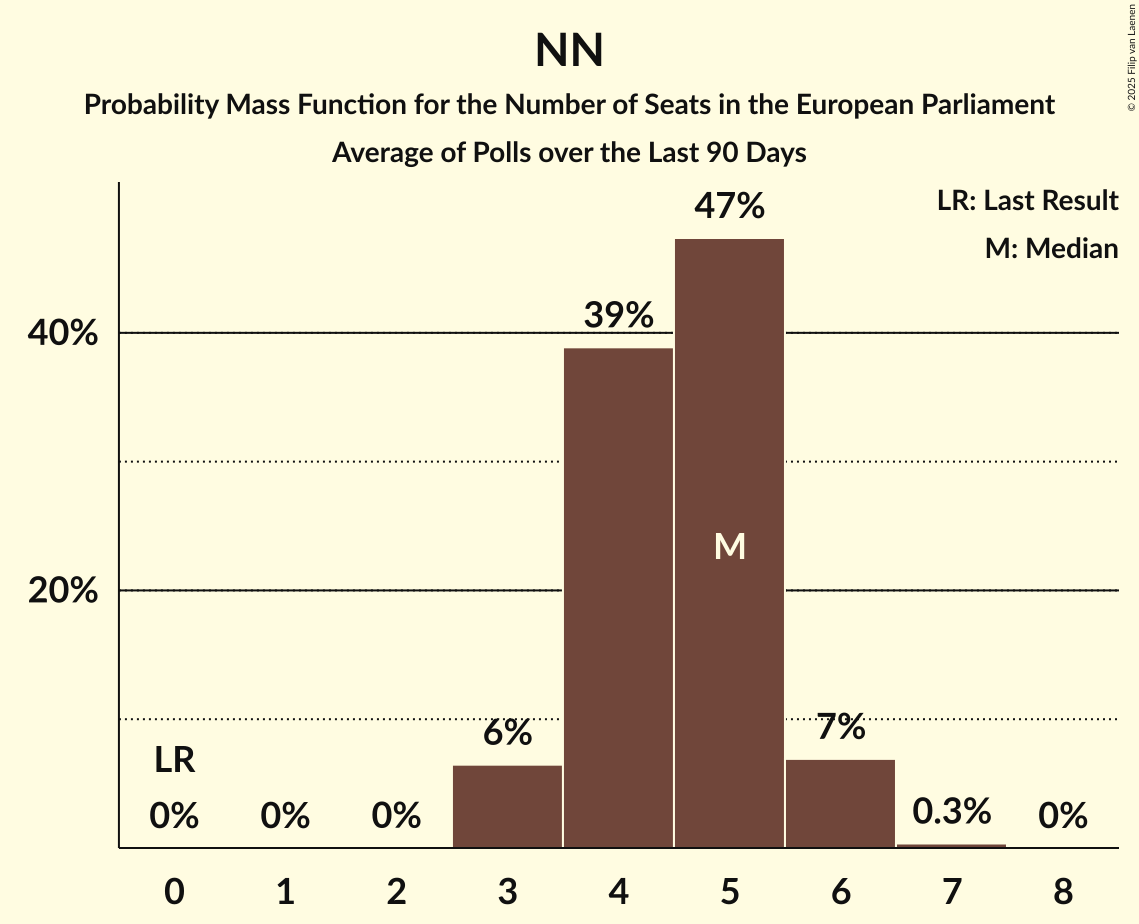 NN
Probability Mass Function for the Number of Seats in the European Parliament
Average of Polls over the Last 90 Days
© 2025 Filip van Laenen
LR: Last Result
M: Median
47%
39%
40%
M
20%
7%
6%
LR
0.3%
0% 0% 0% 0%
0 1 2 3 4 5 6 7 8